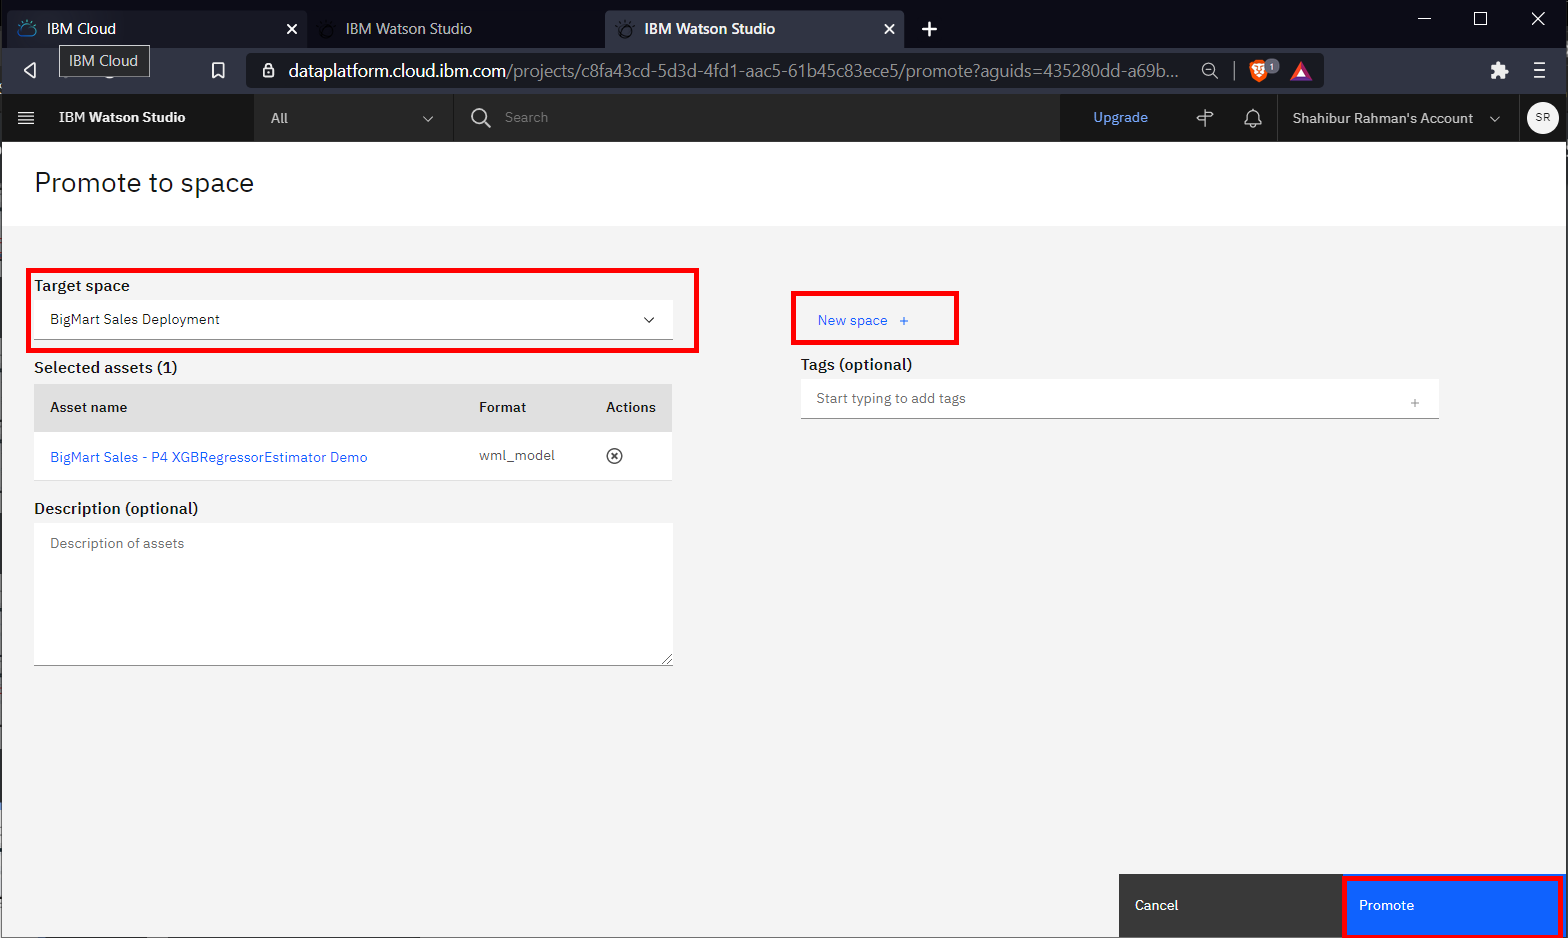 IBM Cloud
IBM Watson Studio
IBM Watson Studio
IBM Cloud
dataplatform.cloud.ibm.com/projects/c8fa43cd-5d3d-4fd1-aac5-61b45c83ece5/promote?aguids=435280dd-a69b...
1
IBM Watson Studio
All
Search
Upgrade
Shahibur Rahman's Account
SR
Promote to space
Target space
BigMart Sales Deployment
New space +
Selected assets (1)
Tags (optional)
Start typing to add tags
Asset name Format Actions
BigMart Sales - P4 XGBRegressorEstimator Demo wml_model
Description (optional)
Description of assets
Cancel
Promote